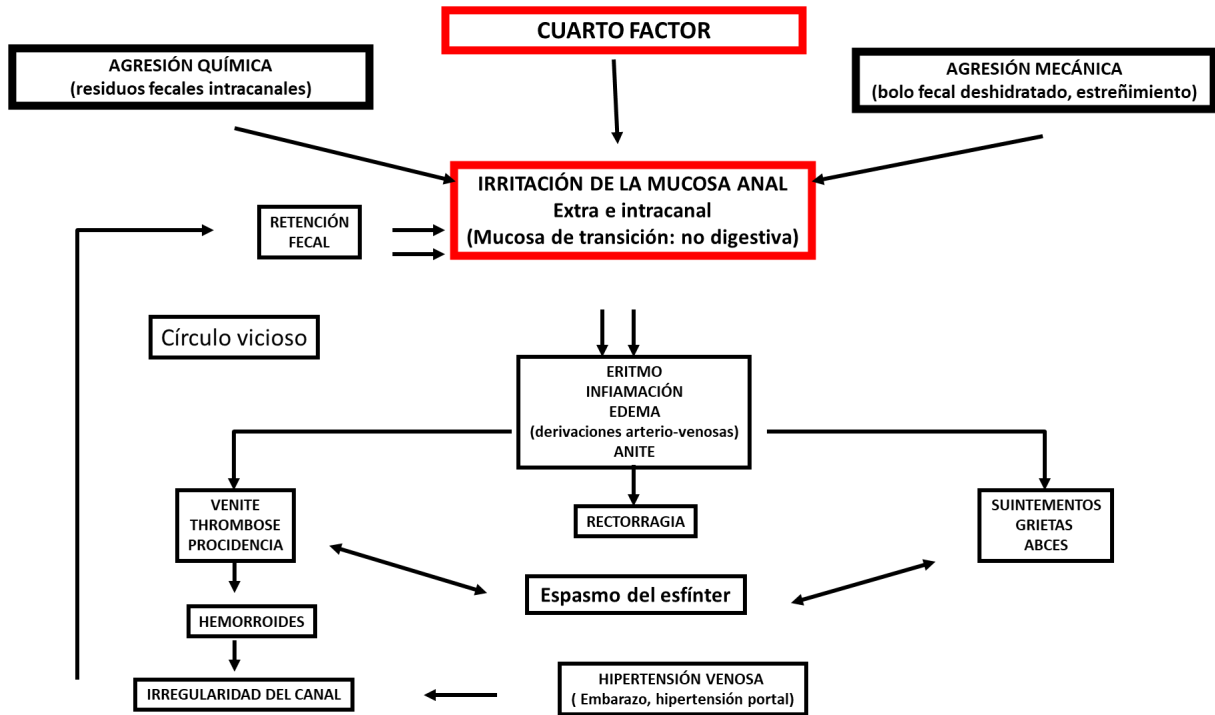 CUARTO FACTOR
AGRESIÓN QUÍMICA
(residuos fecales intracanales)
AGRESIÓN MECÁNICA
(bolo fecal deshidratado, estreñimiento)
IRRITACIÓN DE LA MUCOSA ANAL
Extra e intracanal
(Mucosa de transición: no digestiva)
RETENCIÓN
FECAL
Círculo vicioso
ERITMO
INFIAMACIÓN
EDEMA
(derivaciones arterio-venosas)
ANITE
VENITE
THROMBOSE
PROCIDENCIA
RECTORRAGIA
SUINTEMENTOS
GRIETAS
ABCES
Espasmo del esfínter
HEMORROIDES
IRREGULARIDAD DEL CANAL
HIPERTENSIÓN VENOSA
( Embarazo, hipertensión portal)